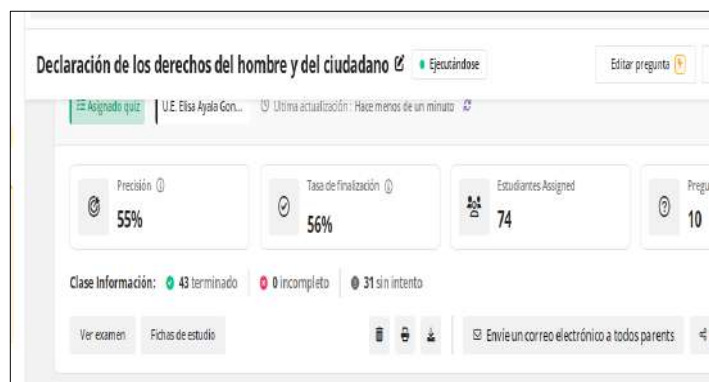 Declaración de los derechos del hombre y del ciudadano Ejecutándose Editar pregunta
Asignado quiz U.E. Elisa Ayala Gon... Última actualización : Hace menos de un minuto
Precisión Tasa de finalización Estudiantes Assigned Pregu
55% 56% 74 10
Clase Información: 43 terminado 0 incompleto 31 sin intento
Ver examen Fichas de estudio Envíe un correo electrónico a todos parents